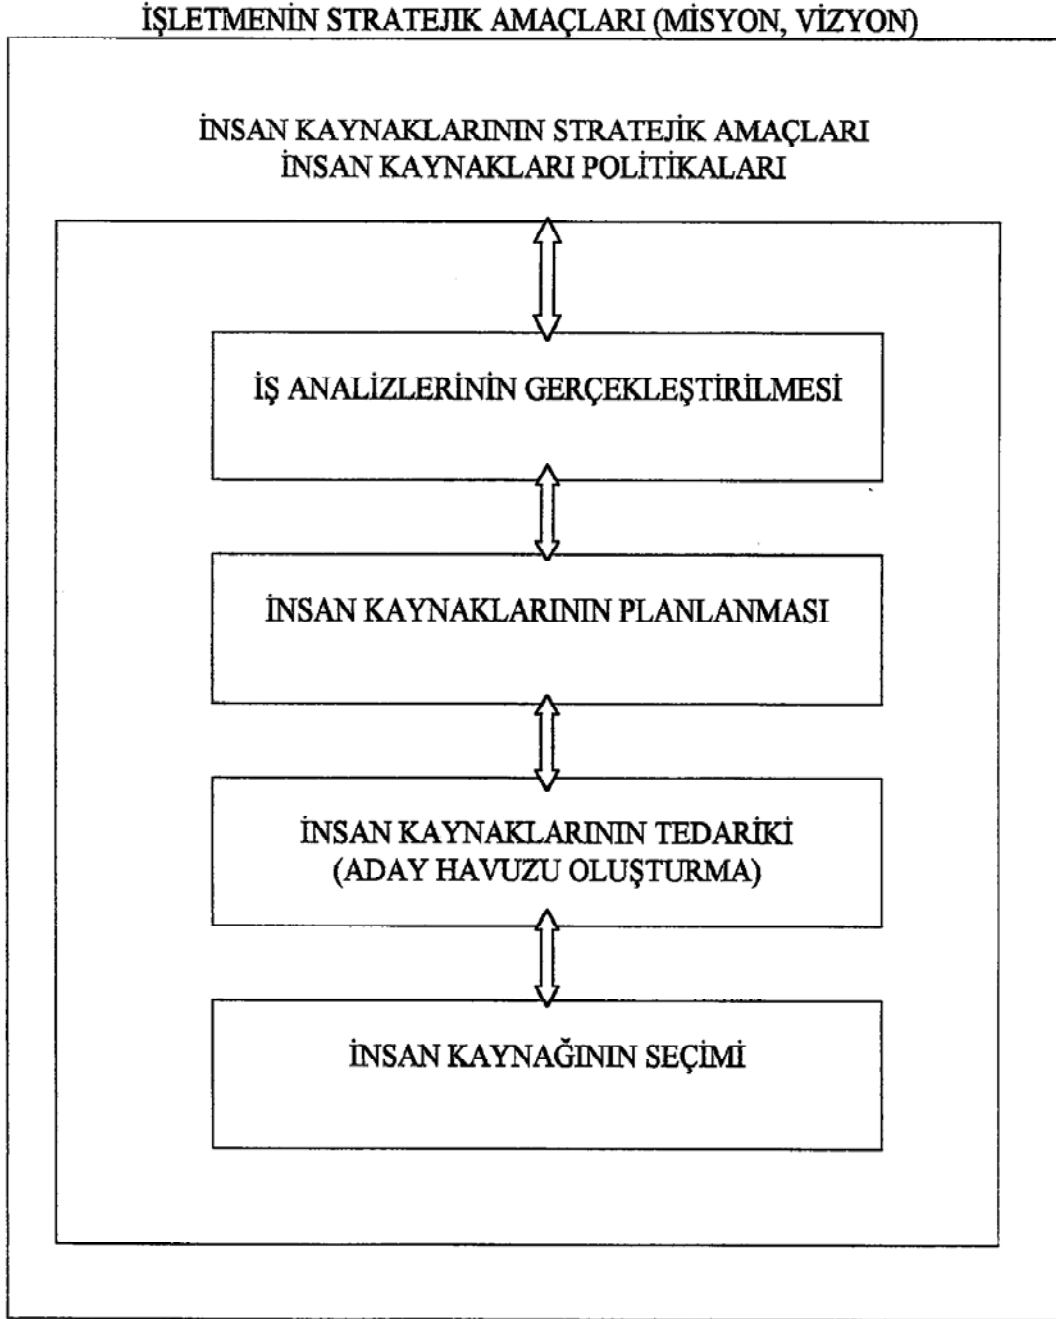 İŞLETMENİN STRATEJIK AMAÇLARI (MİSYON, VİZYON)
İNSAN KAYNAKLARININ STRATEJİK AMAÇLARI
İNSAN KAYNAKLARI POLİTİKALARI
İŞ ANALİZLERİNİN GERÇEKLEŞTİRİLMESİ
İNSAN KAYNAKLARININ PLANLANMASI
İNSAN KAYNAKLARININ TEDARİKİ
(ADAY HAVUZU OLUŞTURMA)
İNSAN KAYNAĞININ SEÇİMİ